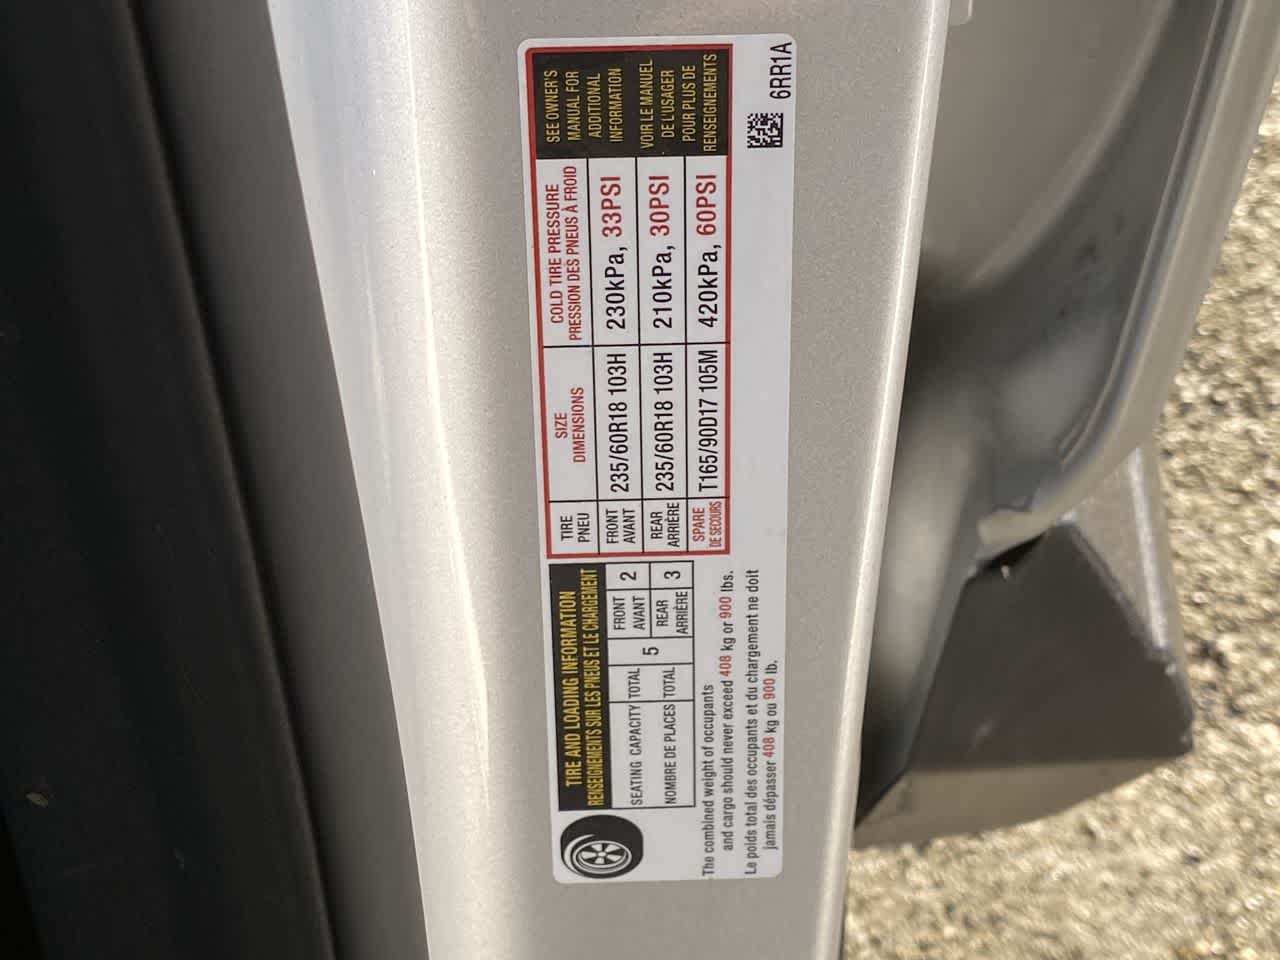 TIRE AND LOADING INFORMATION
RENSEIGNEMENTS SUR LES PNEUS ET LE CHARGEMENT
SEATING CAPACITY
NOMBRE DE PLACES
TOTAL
TOTAL
5
FRONT
AVANT
2
REAR
ARRIÈRE
3
The combined weight of occupants
and cargo should never exceed 408 kg or 900 lbs.
Le poids total des occupants et du chargement ne doit
jamais dépasser 408 kg ou 900 lb.
TIRE
PNEU
SIZE
DIMENSIONS
COLD TIRE PRESSURE
PRESSION DES PNEUS À FROID
FRONT
AVANT
235/60R18 103H
230kPa, 33PSI
REAR
ARRIÈRE
235/60R18 103H
210kPa, 30PSI
SPARE
DE SECOURS
T165/90D17 105M
420kPa, 60PSI
SEE OWNER'S
MANUAL FOR
ADDITIONAL
INFORMATION
VOIR LE MANUEL
DE L'USAGER
POUR PLUS DE
RENSEIGNEMENTS
6RR1A